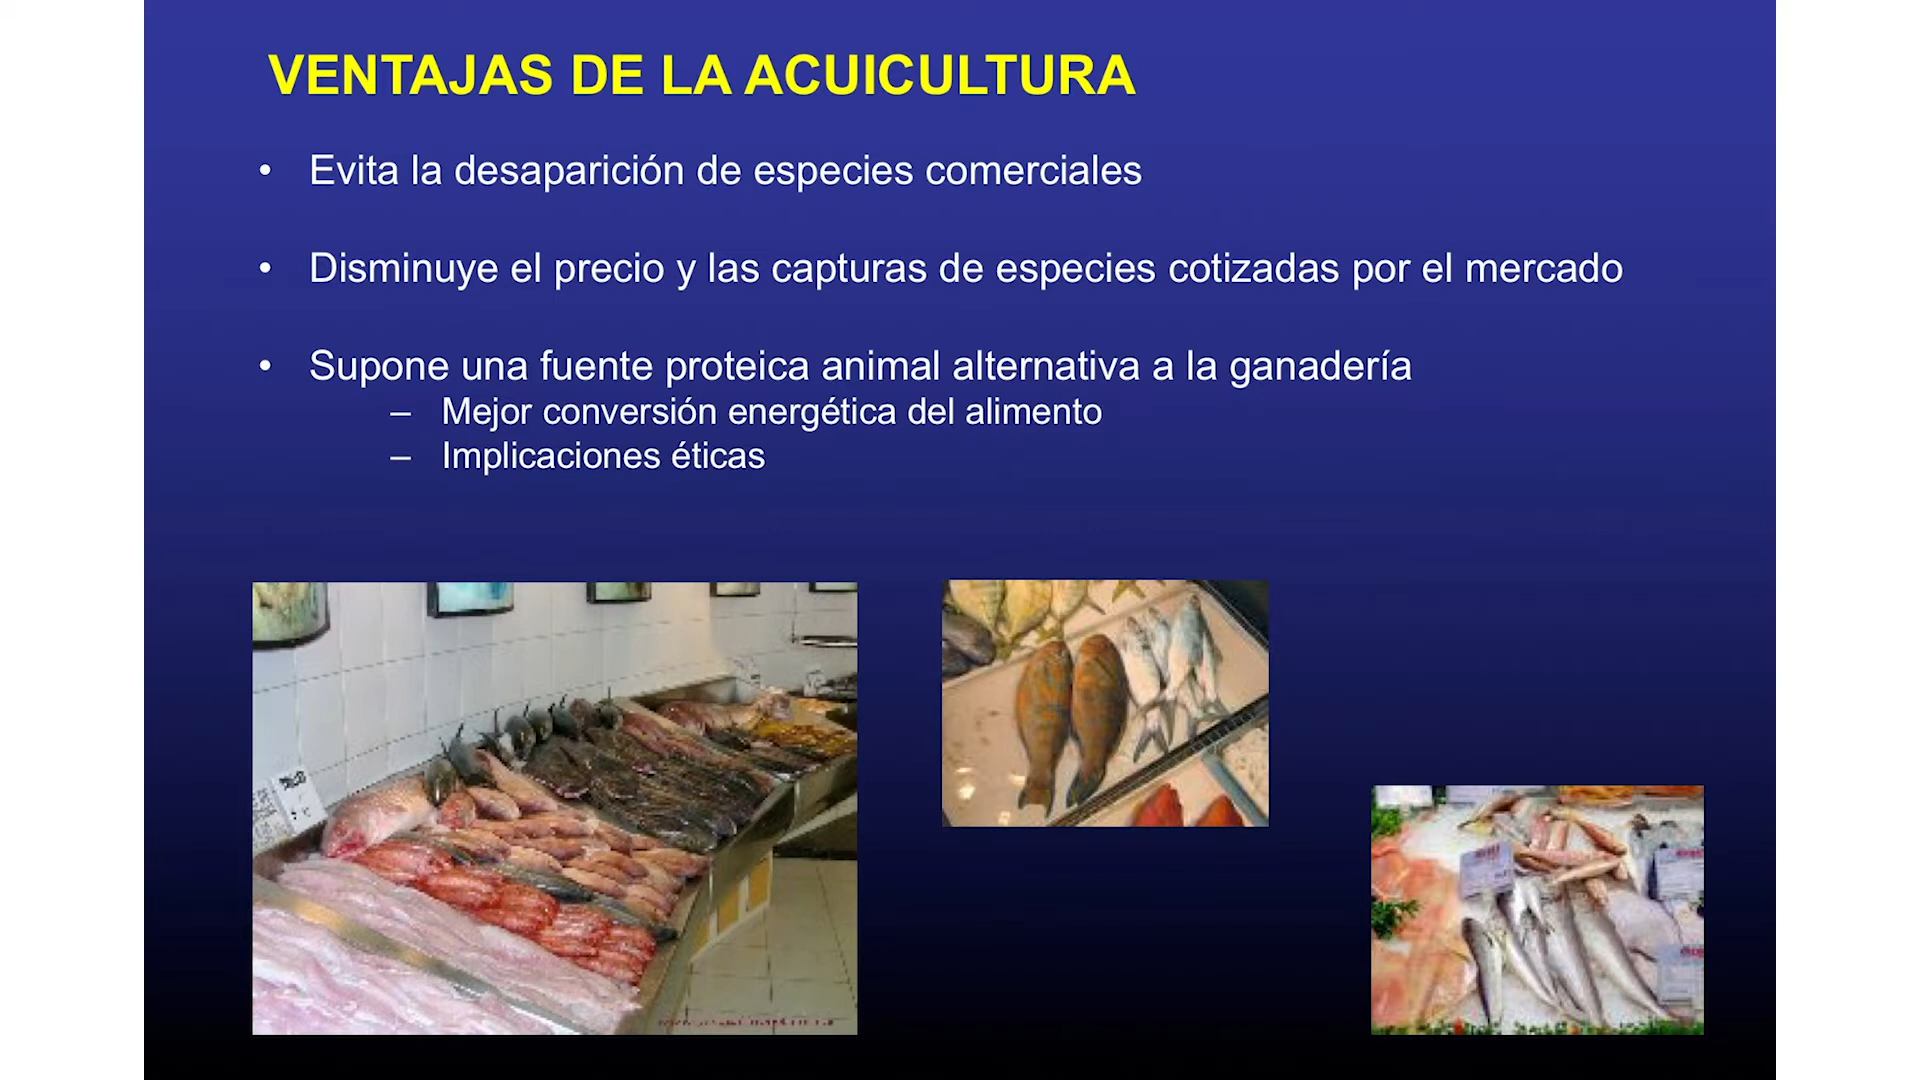 VENTAJAS DE LA ACUICULTURA
• Evita la desaparición de especies comerciales
• Disminuye el precio y las capturas de especies cotizadas por el mercado
• Supone una fuente proteica animal alternativa a la ganadería
– Mejor conversión energética del alimento
– Implicaciones éticas